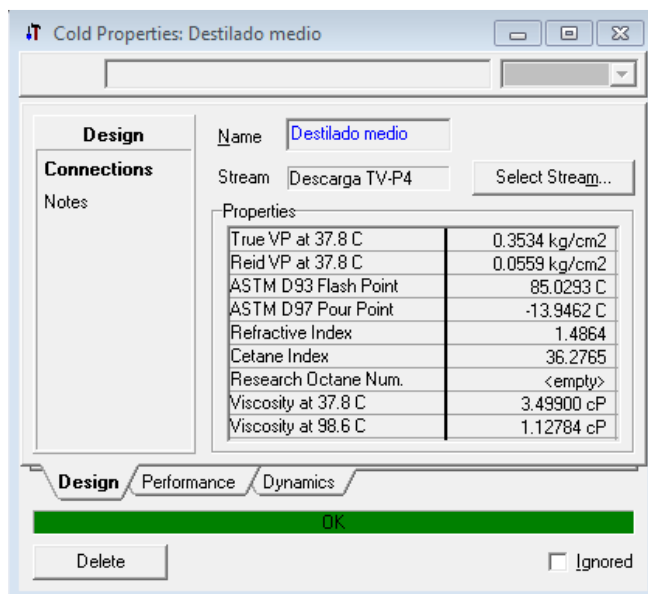 Cold Properties: Destilado medio
Design
Connections
Notes
Name Destilado medio
Stream Descarga TV-P4 Select Stream...
Properties
True VP at 37.8 C 0.3534 kg/cm2
Reid VP at 37.8 C 0.0559 kg/cm2
ASTM D93 Flash Point 85.0293 C
ASTM D97 Pour Point -13.9462 C
Refractive Index 1.4864
Cetane Index 36.2765
Research Octane Num. <empty>
Viscosity at 37.8 C 3.49900 cP
Viscosity at 98.6 C 1.12784 cP
Design Performance Dynamics
OK
Delete Ignored